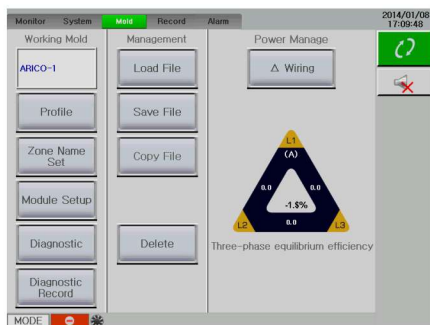 Monitor System Mold Record Alarm
2014/01/08
17:09:48
Working Mold
ARICO-1
Profile
Zone Name
Set
Module Setup
Diagnostic
Diagnostic
Record
Management
Load File
Save File
Copy File
Delete
Power Manage
Δ Wiring
L1
(A)
0.0 0.0
-1.$%
L2 0.0 L3
Three-phase equilibrium efficiency
MODE